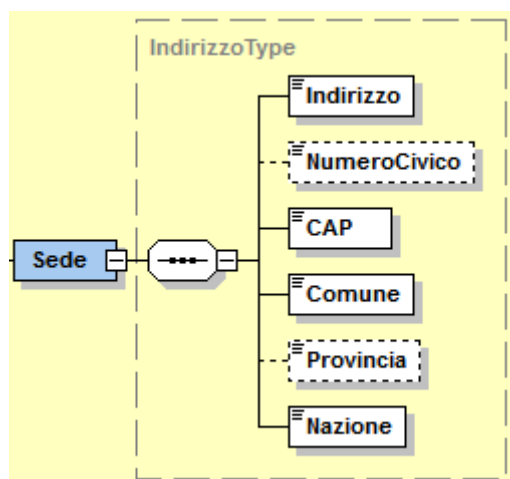 IndirizzoType
Indirizzo
NumeroCivico
CAP
Sede
Comune
Provincia
Nazione